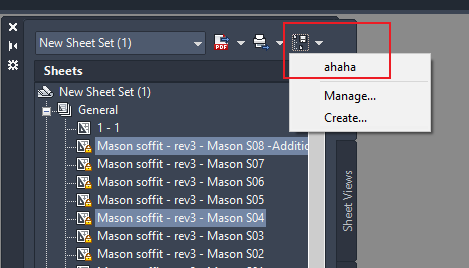 New Sheet Set (1)
PDF
ahaha
Manage...
Create...
Sheets
New Sheet Set (1)
General
1 - 1
Mason soffit - rev3 - Mason S08 -Additio
Mason soffit - rev3 - Mason S07
Mason soffit - rev3 - Mason S06
Mason soffit - rev3 - Mason S05
Mason soffit - rev3 - Mason S04
Mason soffit - rev3 - Mason S03
Mason soffit - rev3 - Mason S02
Sheet Views